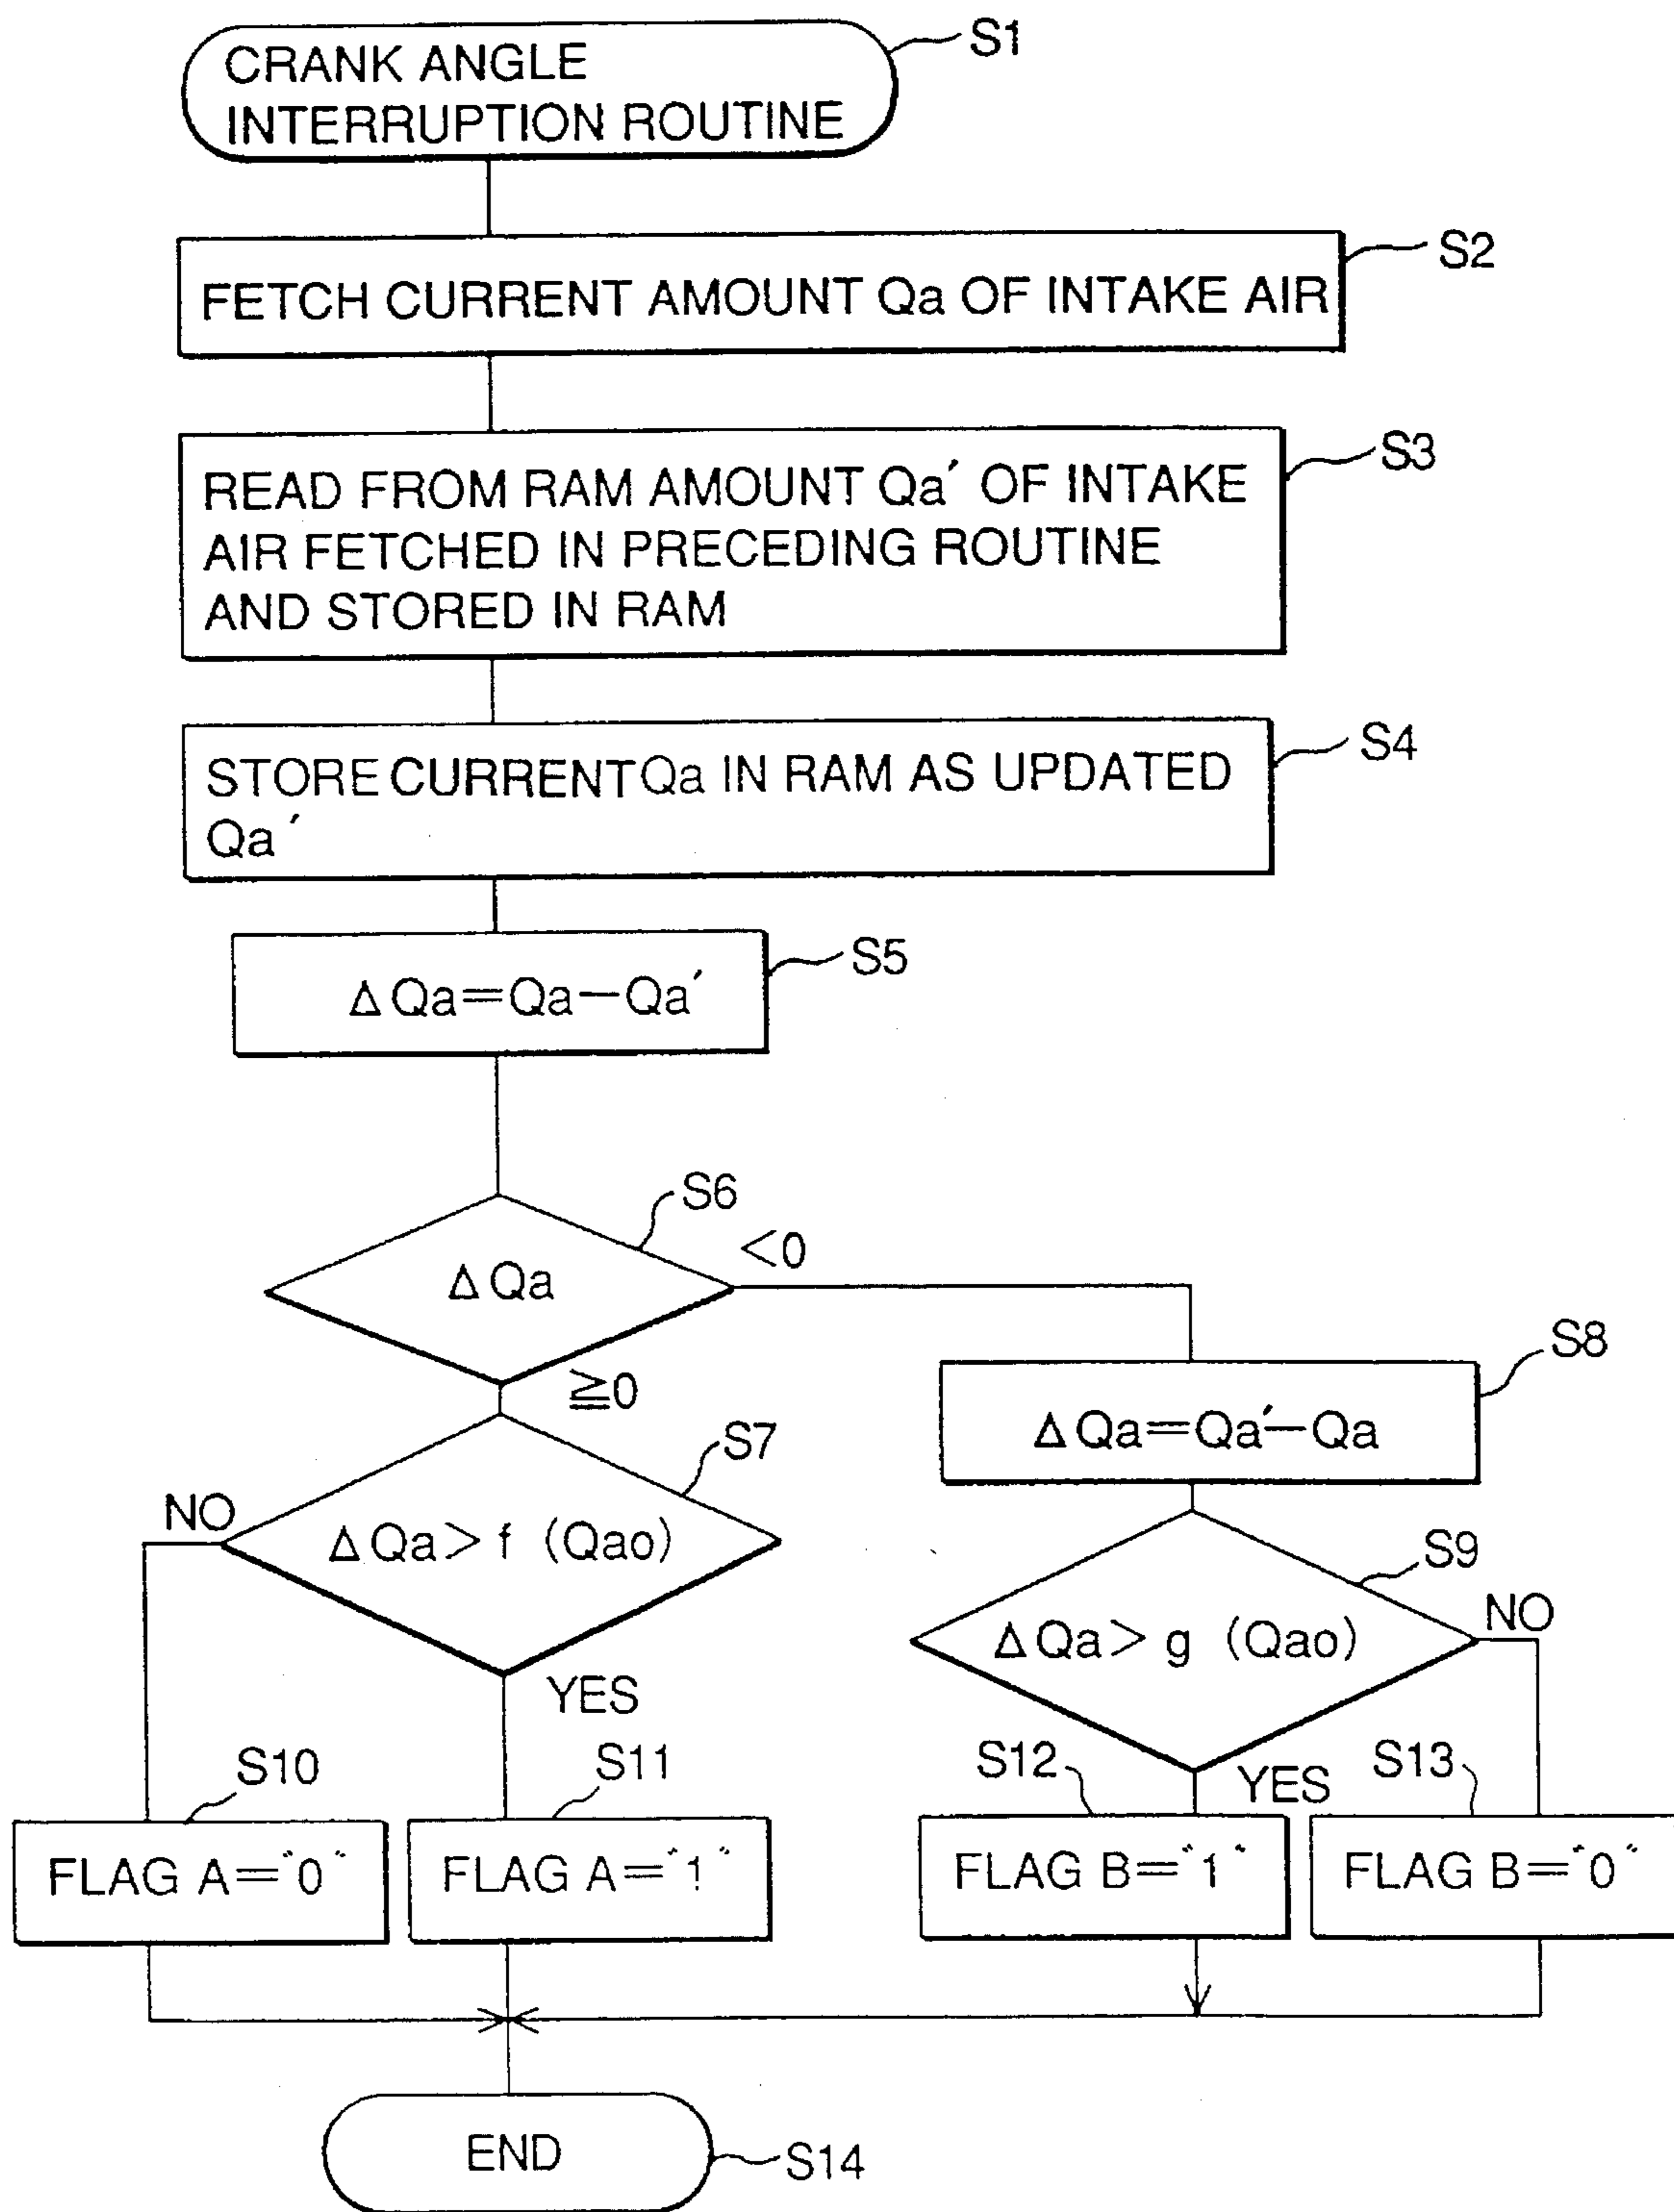 CRANK ANGLE
INTERRUPTION ROUTINE
S1
FETCH CURRENT AMOUNT Qa OF INTAKE AIR
S2
READ FROM RAM AMOUNT Qa′ OF INTAKE
AIR FETCHED IN PRECEDING ROUTINE
AND STORED IN RAM
S3
STORE CURRENT Qa IN RAM AS UPDATED
Qa′
S4
ΔQa=Qa−Qa′
S5
ΔQa
S6
<0
≧0
ΔQa>f (Qao)
S7
NO
YES
ΔQa=Qa′−Qa
S8
ΔQa>g (Qao)
S9
NO
YES
S10
FLAG A="0"
S11
FLAG A="1"
S12
FLAG B="1"
S13
FLAG B="0"
END
S14